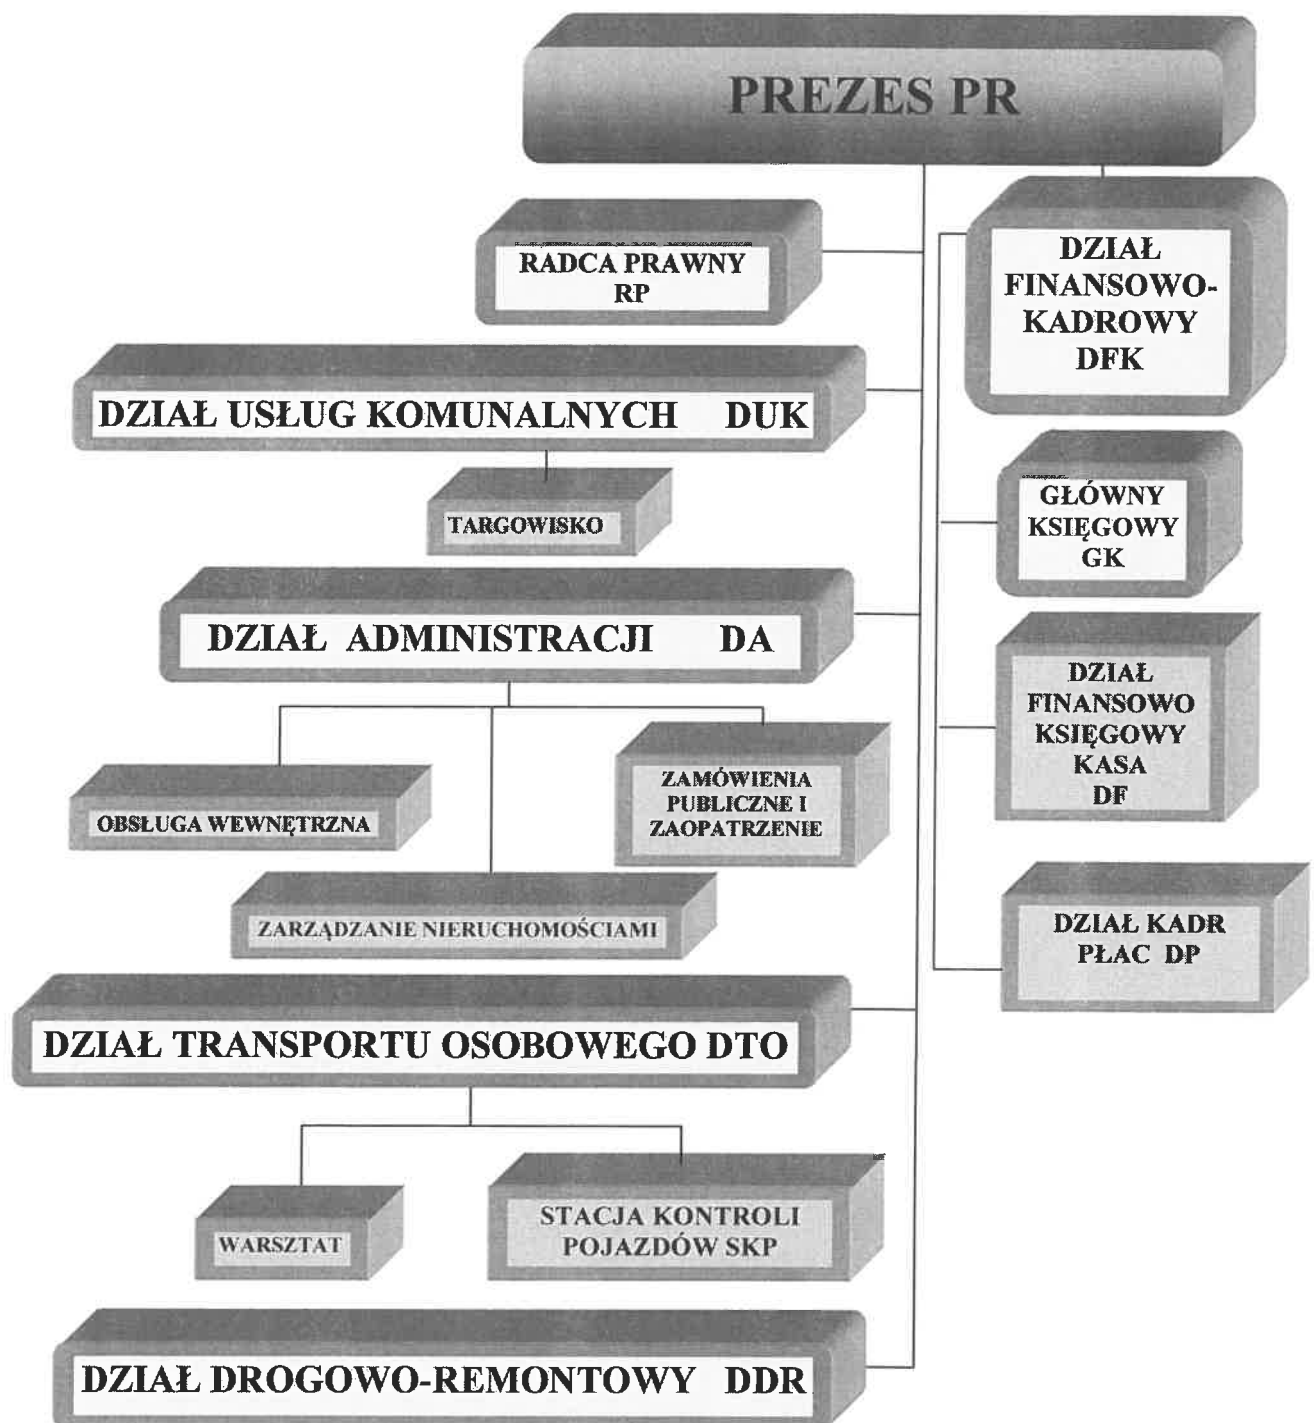 PREZES PR
RADCA PRAWNY
RP
DZIAŁ
FINANSOWO-
KADROWY
DFK
DZIAŁ USŁUG KOMUNALNYCH DUK
TARGOWISKO
GŁÓWNY
KSIĘGOWY
GK
DZIAŁ ADMINISTRACJI DA
DZIAŁ
FINANSOWO
KSIĘGOWY
KASA
DF
OBSŁUGA WEWNĘTRZNA
ZAMÓWIENIA
PUBLICZNE I
ZAOPATRZENIE
ZARZĄDZANIE NIERUCHOMOŚCIAMI
DZIAŁ KADR
PŁAC DP
DZIAŁ TRANSPORTU OSOBOWEGO DTO
WARSZTAT
STACJA KONTROLI
POJAZDÓW SKP
DZIAŁ DROGOWO-REMONTOWY DDR